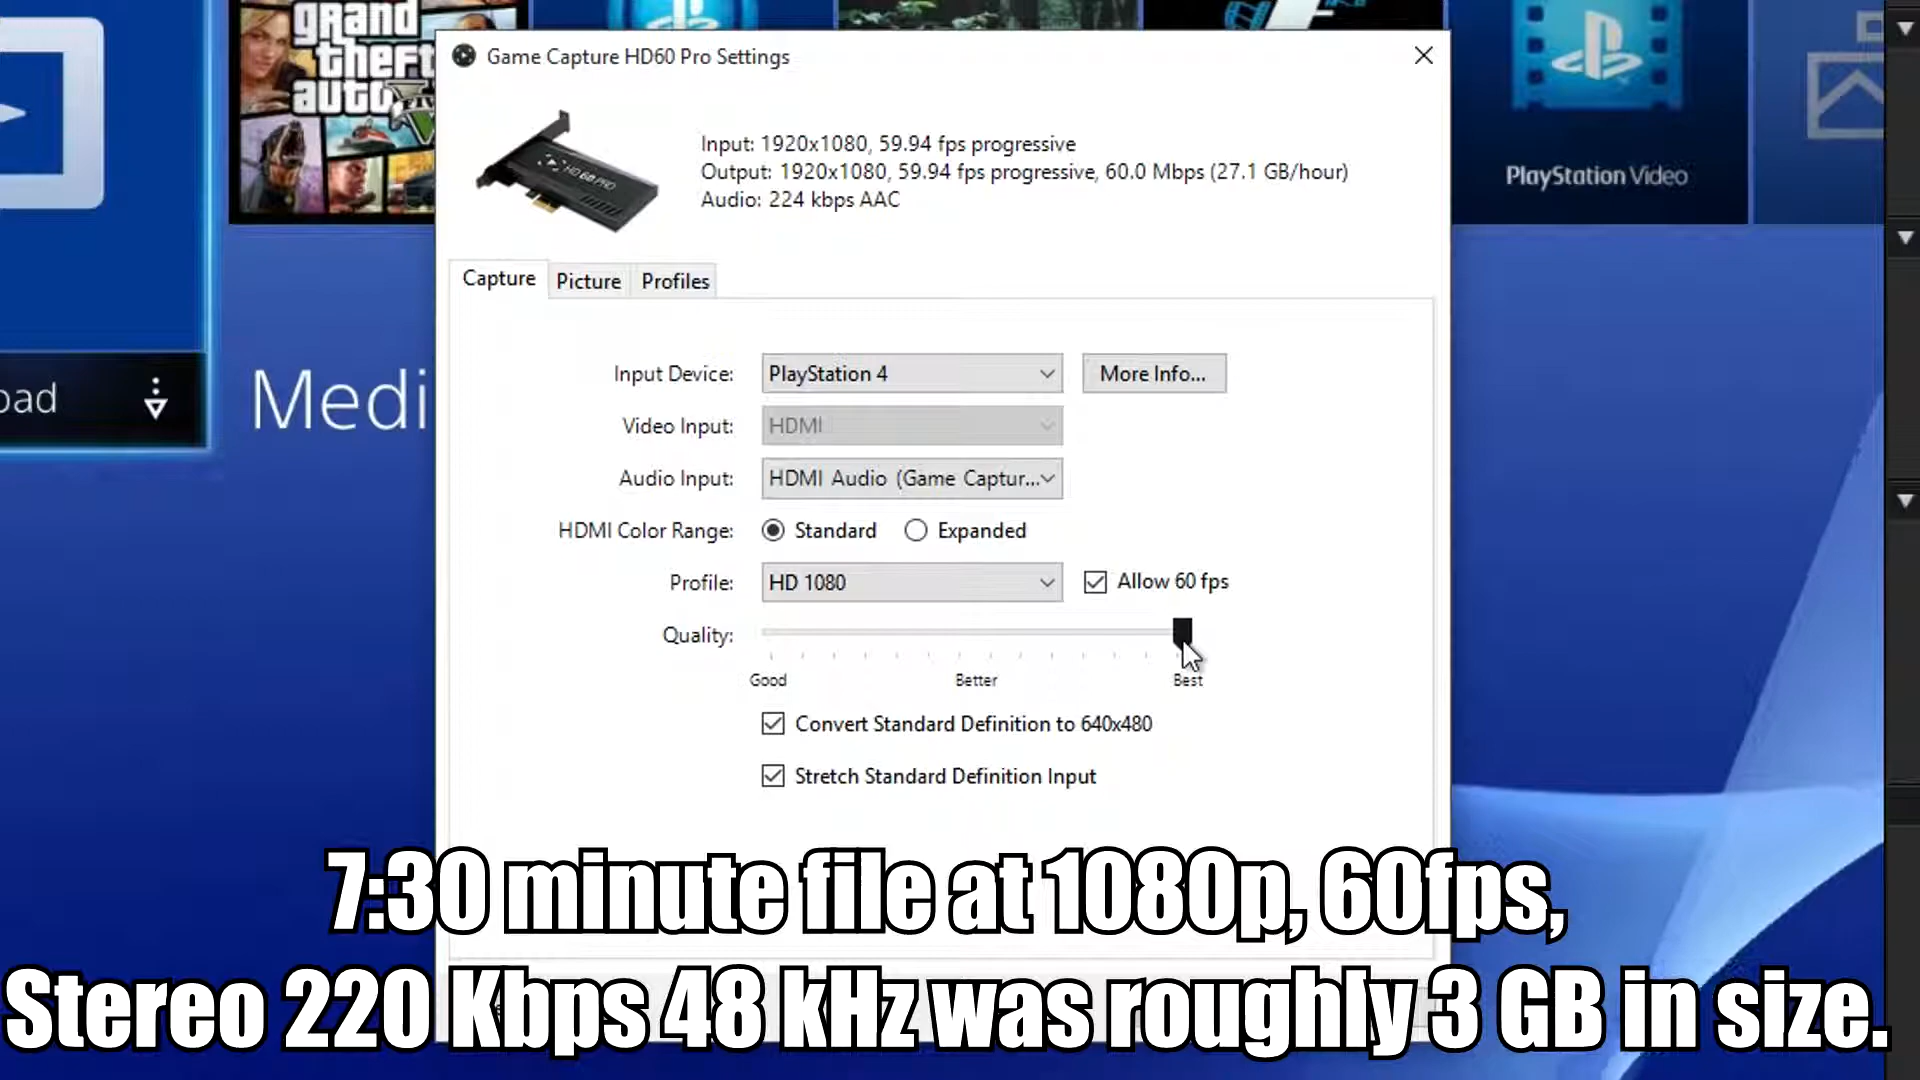 grand
theft
auto
V
FIVE
Game Capture HD60 Pro Settings
HD60 PRO
Input: 1920x1080, 59.94 fps progressive
Output: 1920x1080, 59.94 fps progressive, 60.0 Mbps (27.1 GB/hour)
Audio: 224 kbps AAC
PlayStation Video
Capture
Picture
Profiles
Input Device:
PlayStation 4
More Info...
oad
Medi
Video Input:
HDMI
Audio Input:
HDMI Audio (Game Captur...
HDMI Color Range:
Standard
Expanded
Profile:
HD 1080
Allow 60 fps
Quality:
Good
Better
Best
Convert Standard Definition to 640x480
Stretch Standard Definition Input
7:30 minute file at 1080p, 60fps,
Stereo 220 Kbps 48 kHz was roughly 3 GB in size.